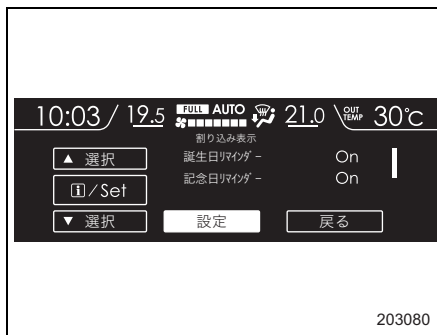 10:03 19.5 FULL AUTO 21.0 OUT TEMP 30℃
割り込み表示
▲ 選択
誕生日リマインダー On
i/Set
記念日リマインダー On
▼ 選択 設定 戻る
203080